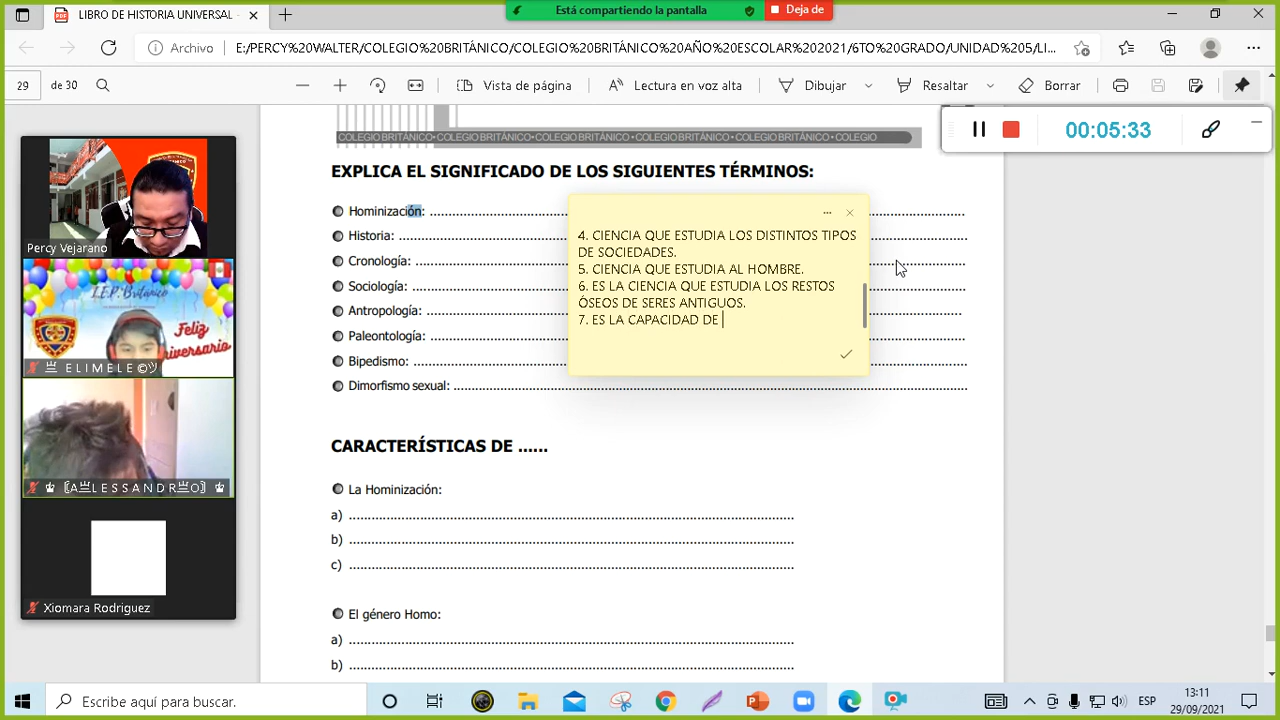 LIBRO DE HISTORIA UNIVERSAL
Está compartiendo la pantalla
Deja de
Archivo
E:/PERCY%20WALTER/COLEGIO%20BRITÁNICO/COLEGIO%20BRITÁNICO%20AÑO%20ESCOLAR%202021/6TO%20GRADO/UNIDAD%205/LI...
29 de 30
Vista de página
Lectura en voz alta
Dibujar
Resaltar
Borrar
00:05:33
COLEGIO BRITÁNICO • COLEGIO BRITÁNICO • COLEGIO BRITÁNICO • COLEGIO BRITÁNICO • COLEGIO BRITÁNICO • COLEGIO
EXPLICA EL SIGNIFICADO DE LOS SIGUIENTES TÉRMINOS:
Hominización:
Historia:
Cronología:
Sociología:
Antropología:
Paleontología:
Bipedismo:
Dimorfismo sexual:
4. CIENCIA QUE ESTUDIA LOS DISTINTOS TIPOS
DE SOCIEDADES.
5. CIENCIA QUE ESTUDIA AL HOMBRE.
6. ES LA CIENCIA QUE ESTUDIA LOS RESTOS
ÓSEOS DE SERES ANTIGUOS.
7. ES LA CAPACIDAD DE
CARACTERÍSTICAS DE ......
La Hominización:
a)
b)
c)
El género Homo:
a)
b)
Percy Vejarano
I.E.P. Británico
Feliz
E L I M E L E
A L E S S A N D R O
Xiomara Rodriguez
Escribe aquí para buscar.
ESP
13:11
29/09/2021